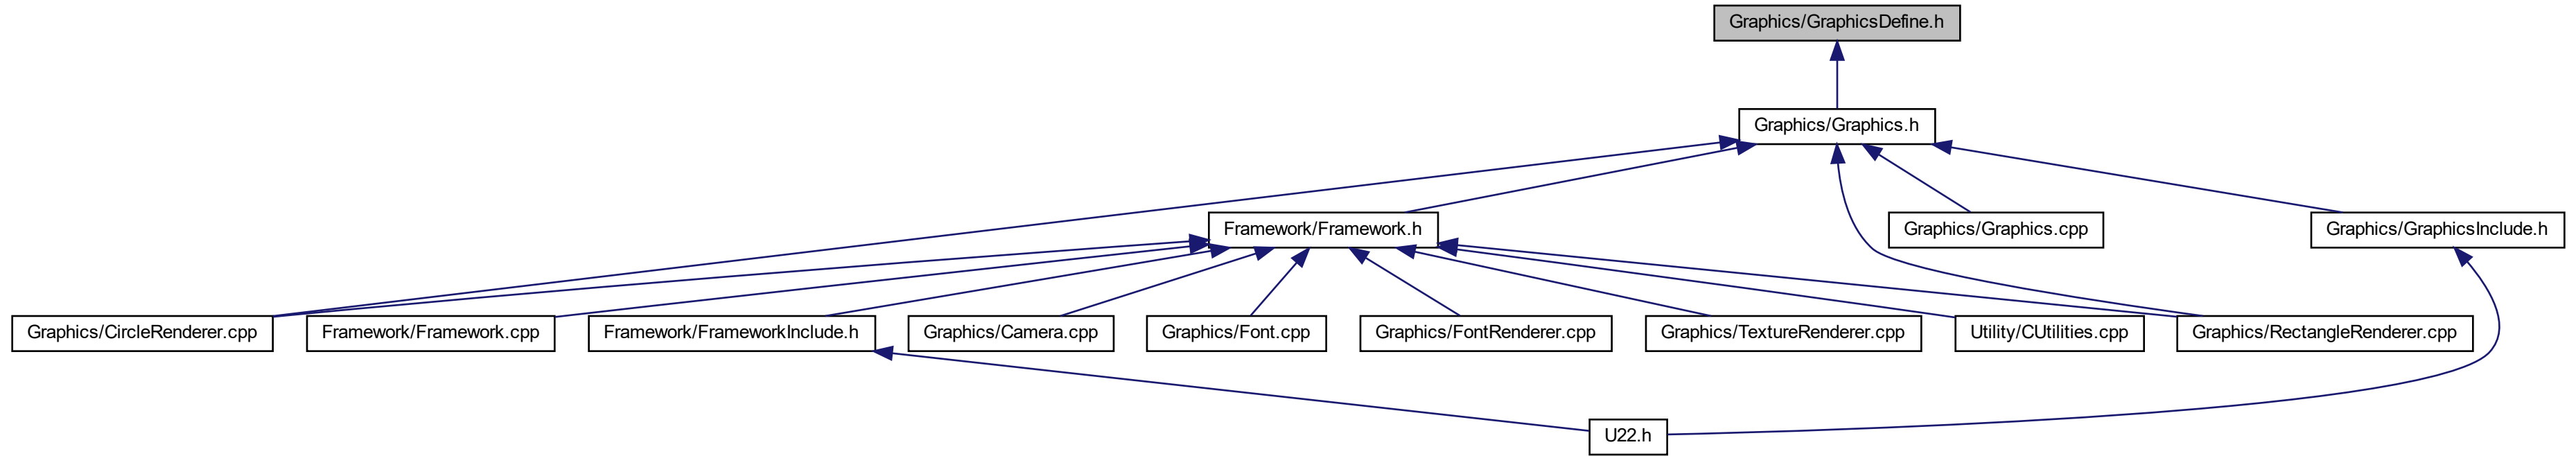 Graphics/GraphicsDefine.h
Graphics/Graphics.h
Framework/Framework.h
Graphics/Graphics.cpp
Graphics/GraphicsInclude.h
Graphics/CircleRenderer.cpp
Framework/Framework.cpp
Framework/FrameworkInclude.h
Graphics/Camera.cpp
Graphics/Font.cpp
Graphics/FontRenderer.cpp
Graphics/TextureRenderer.cpp
Utility/CUtilities.cpp
Graphics/RectangleRenderer.cpp
U22.h